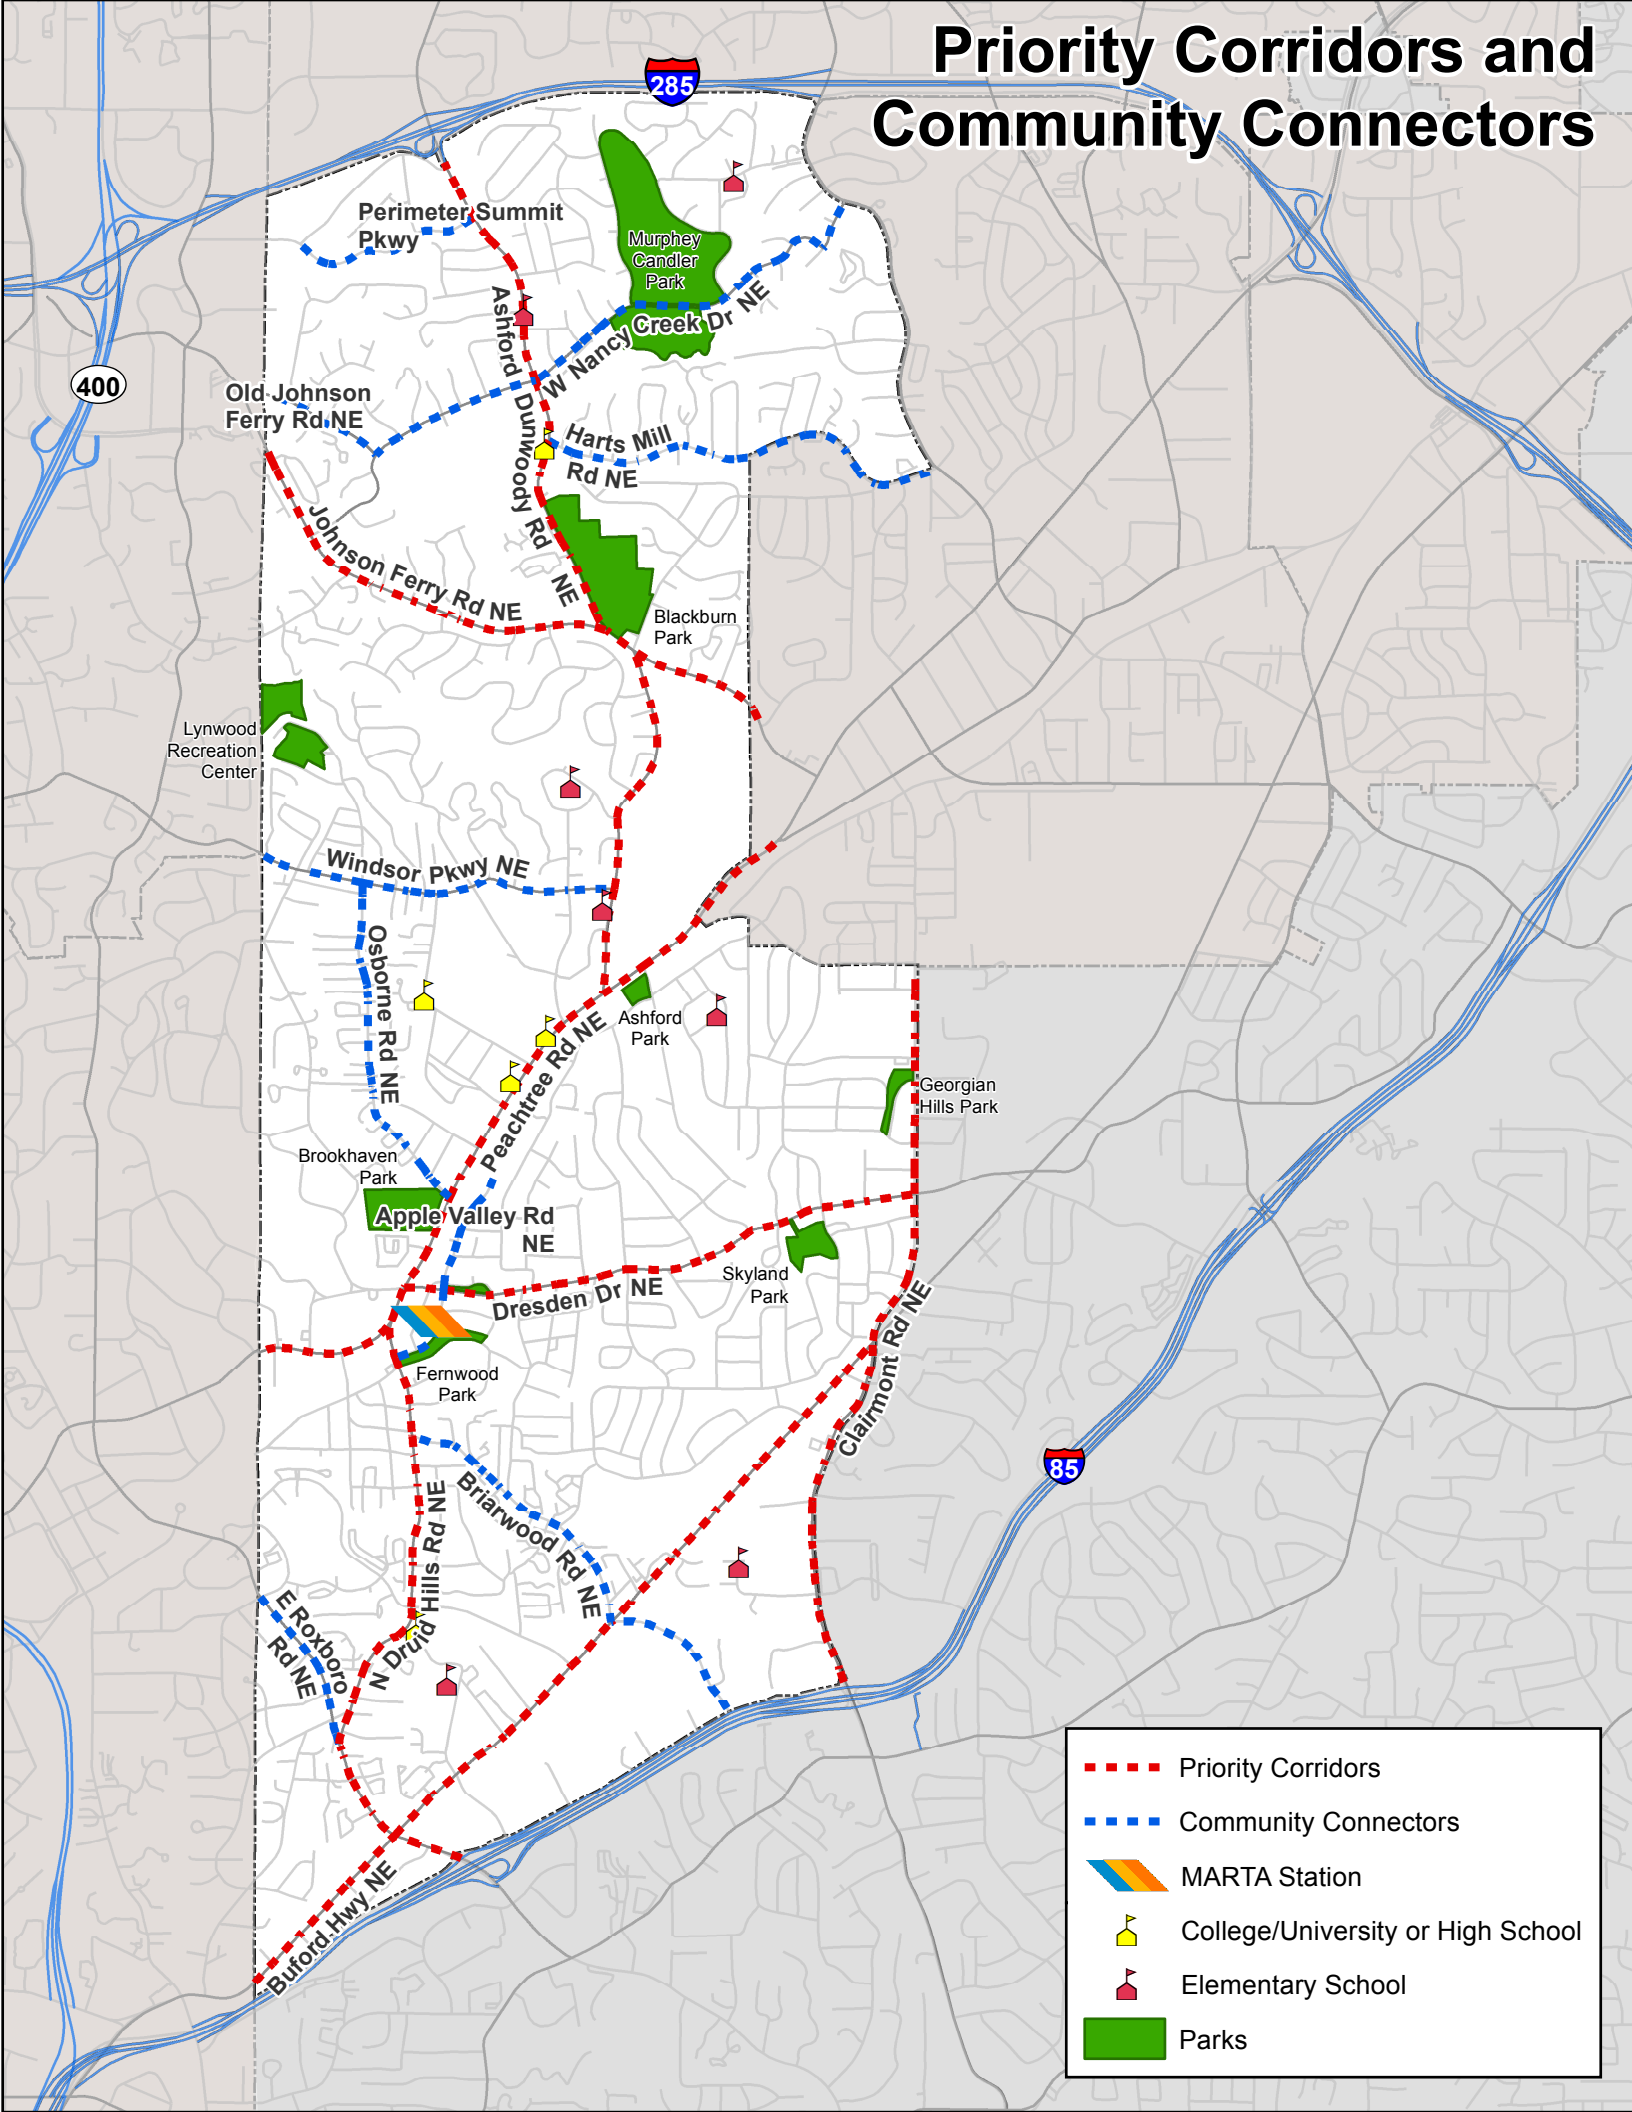 Priority Corridors and
Community Connectors
285
Perimeter Summit
Pkwy
Murphey
Candler
Park
Ashford Dunwoody Rd NE
W Nancy Creek Dr NE
400
Old Johnson
Ferry Rd NE
Harts Mill
Rd NE
Johnson Ferry Rd NE
Blackburn
Park
Lynwood
Recreation
Center
Windsor Pkwy NE
Osborne Rd NE
Ashford
Park
Peachtree Rd NE
Georgian
Hills Park
Brookhaven
Park
Apple Valley Rd
NE
Skyland
Park
Dresden Dr NE
Fernwood
Park
Clairmont Rd NE
85
Briarwood Rd NE
N Druid Hills Rd NE
E Roxboro
Rd NE
Buford Hwy NE
Priority Corridors
Community Connectors
MARTA Station
College/University or High School
Elementary School
Parks